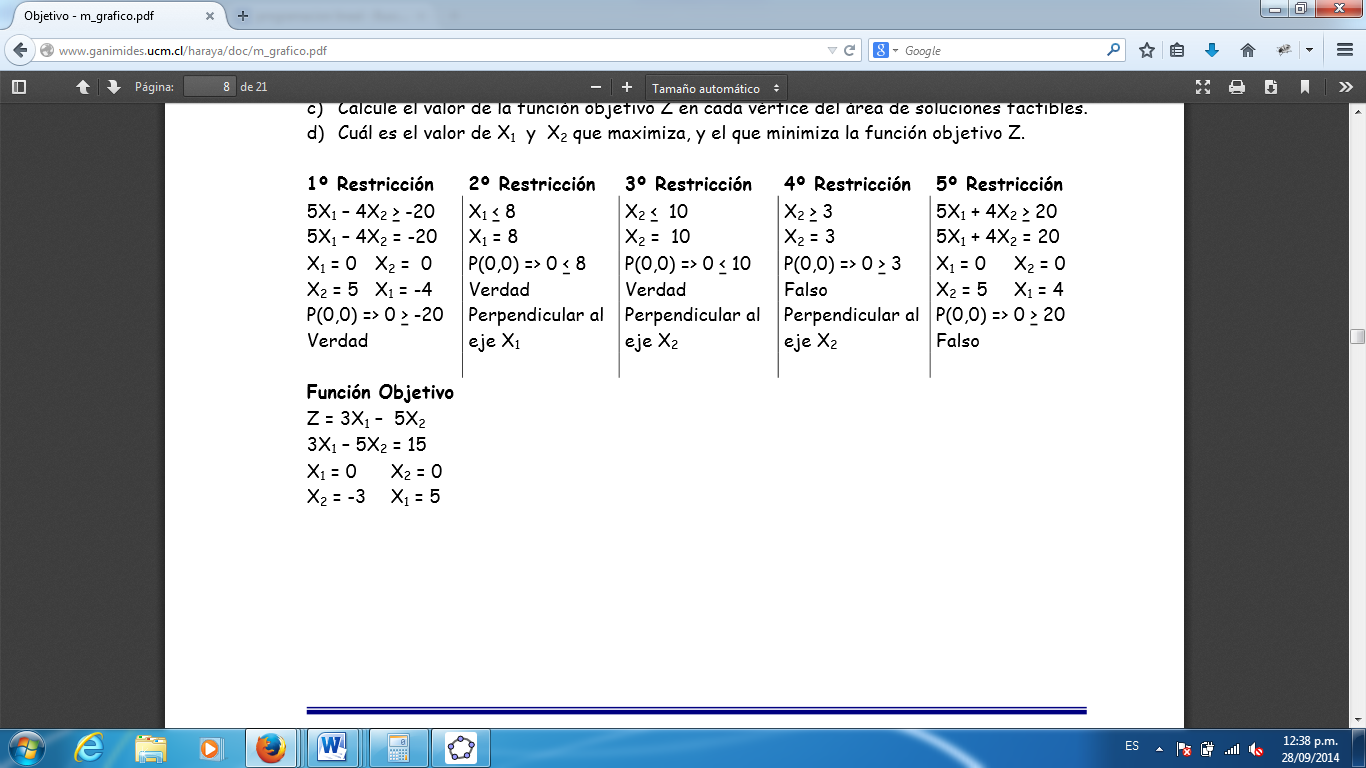 Objetivo - m_grafico.pdf
www.ganimides.ucm.cl/haraya/doc/m_grafico.pdf
Google
Página: 8 de 21
Tamaño automático
c) Calcule el valor de la función objetivo Z en cada vértice del área de soluciones factibles.
d) Cuál es el valor de X₁ y X₂ que maximiza, y el que minimiza la función objetivo Z.
1º Restricción
5X₁ – 4X₂ ≥ -20
5X₁ – 4X₂ = -20
X₁ = 0 X₂ = 0
X₂ = 5 X₁ = -4
P(0,0) => 0 ≥ -20
Verdad
2º Restricción
X₁ ≤ 8
X₁ = 8
P(0,0) => 0 ≤ 8
Verdad
Perpendicular al
eje X₁
3º Restricción
X₂ ≤ 10
X₂ = 10
P(0,0) => 0 ≤ 10
Verdad
Perpendicular al
eje X₂
4º Restricción
X₂ ≥ 3
X₂ = 3
P(0,0) => 0 ≥ 3
Falso
Perpendicular al
eje X₂
5º Restricción
5X₁ + 4X₂ ≥ 20
5X₁ + 4X₂ = 20
X₁ = 0 X₂ = 0
X₂ = 5 X₁ = 4
P(0,0) => 0 ≥ 20
Falso
Función Objetivo
Z = 3X₁ – 5X₂
3X₁ – 5X₂ = 15
X₁ = 0 X₂ = 0
X₂ = -3 X₁ = 5
ES
12:38 p.m.
28/09/2014